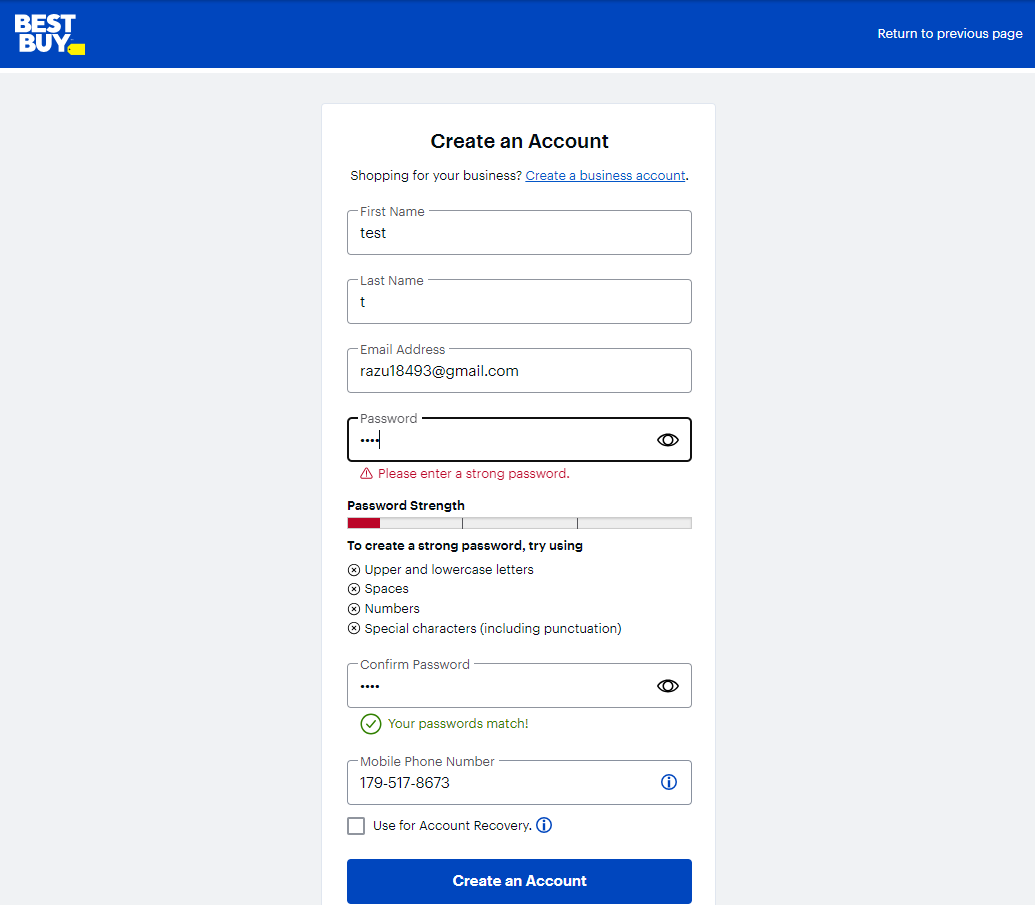 BEST
BUY
Return to previous page
Create an Account
Shopping for your business? Create a business account.
First Name
test
Last Name
t
Email Address
razu18493@gmail.com
Password
••••
Please enter a strong password.
Password Strength
To create a strong password, try using
Upper and lowercase letters
Spaces
Numbers
Special characters (including punctuation)
Confirm Password
••••
Your passwords match!
Mobile Phone Number
179-517-8673
Use for Account Recovery.
Create an Account